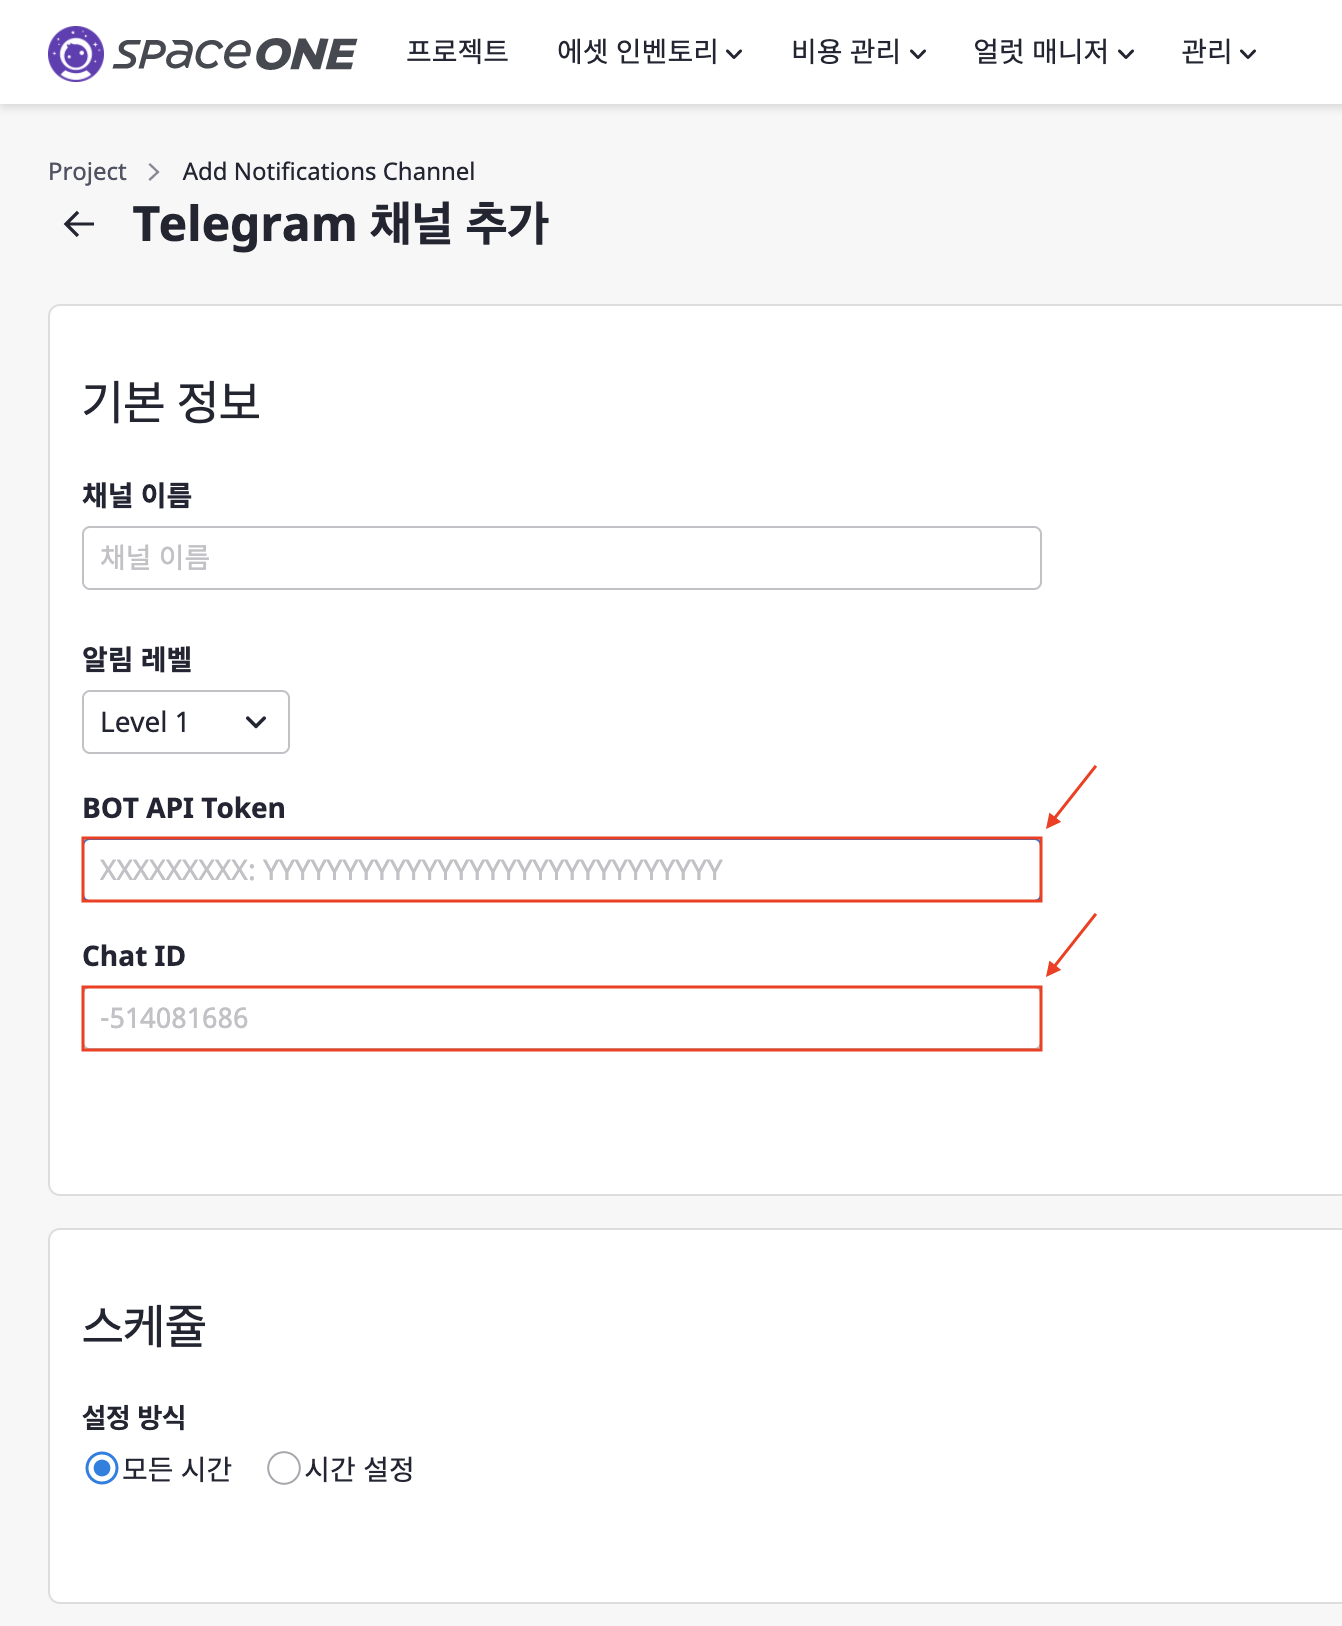 spaceONE 프로젝트 에셋 인벤토리 비용 관리 얼럿 매니저 관리
Project > Add Notifications Channel
← Telegram 채널 추가
기본 정보
채널 이름
채널 이름
알림 레벨
Level 1
BOT API Token
XXXXXXXXX: YYYYYYYYYYYYYYYYYYYYYYYYYYYYY
Chat ID
-514081686
스케쥴
설정 방식
모든 시간 시간 설정